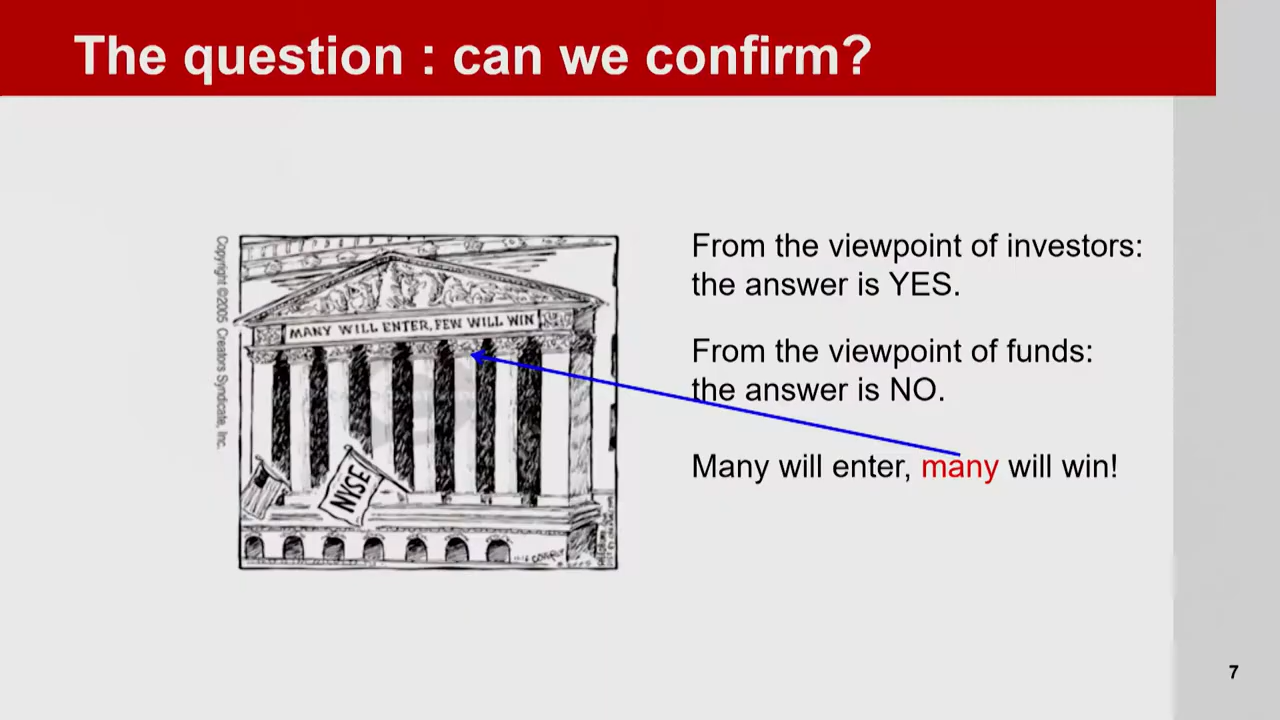 The question : can we confirm?
Copyright ©2005 Creators Syndicate, Inc.
MANY WILL ENTER, FEW WILL WIN
NYSE
From the viewpoint of investors:
the answer is YES.
From the viewpoint of funds:
the answer is NO.
Many will enter, many will win!
7